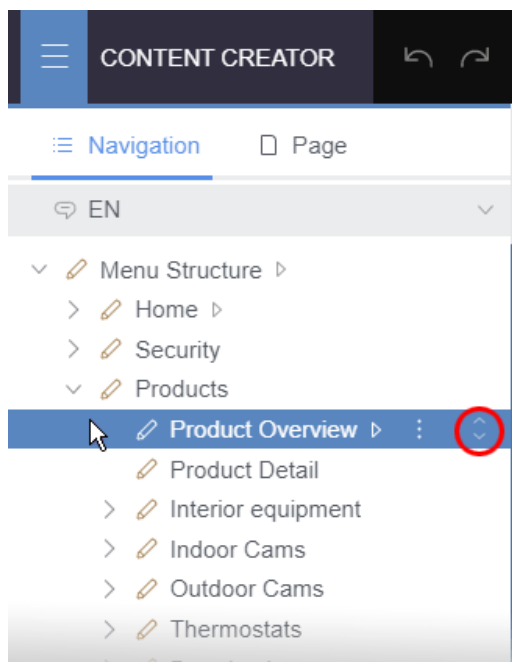 CONTENT CREATOR
Navigation Page
EN
Menu Structure
Home
Security
Products
Product Overview
Product Detail
Interior equipment
Indoor Cams
Outdoor Cams
Thermostats